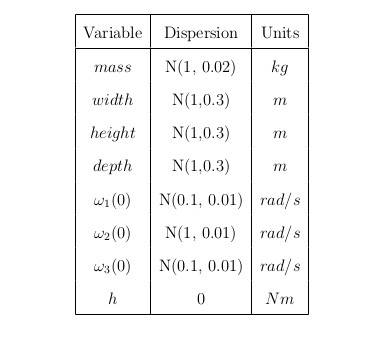 Variable Dispersion Units
mass N(1, 0.02) kg
width N(1,0.3) m
height N(1,0.3) m
depth N(1,0.3) m
ω₁(0) N(0.1, 0.01) rad/s
ω₂(0) N(1, 0.01) rad/s
ω₃(0) N(0.1, 0.01) rad/s
h 0 Nm